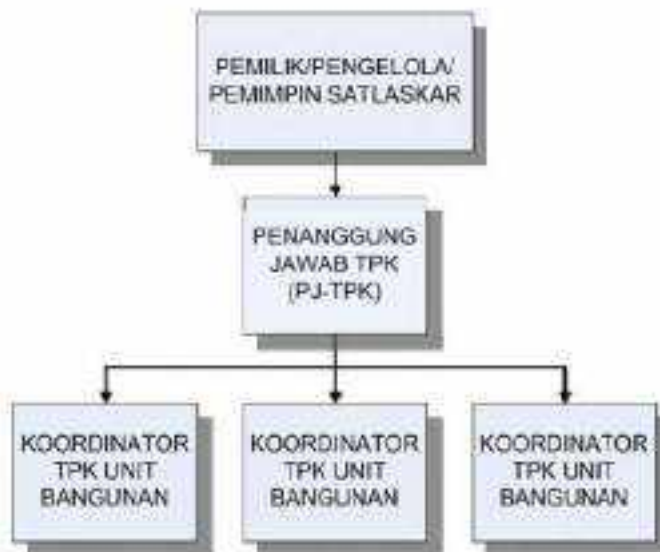 PEMILIK/PENGELOLA/
PEMIMPIN SATLASKAR
PENANGGUNG
JAWAB TPK
(PJ-TPK)
KOORDINATOR
TPK UNIT
BANGUNAN
KOORDINATOR
TPK UNIT
BANGUNAN
KOORDINATOR
TPK UNIT
BANGUNAN